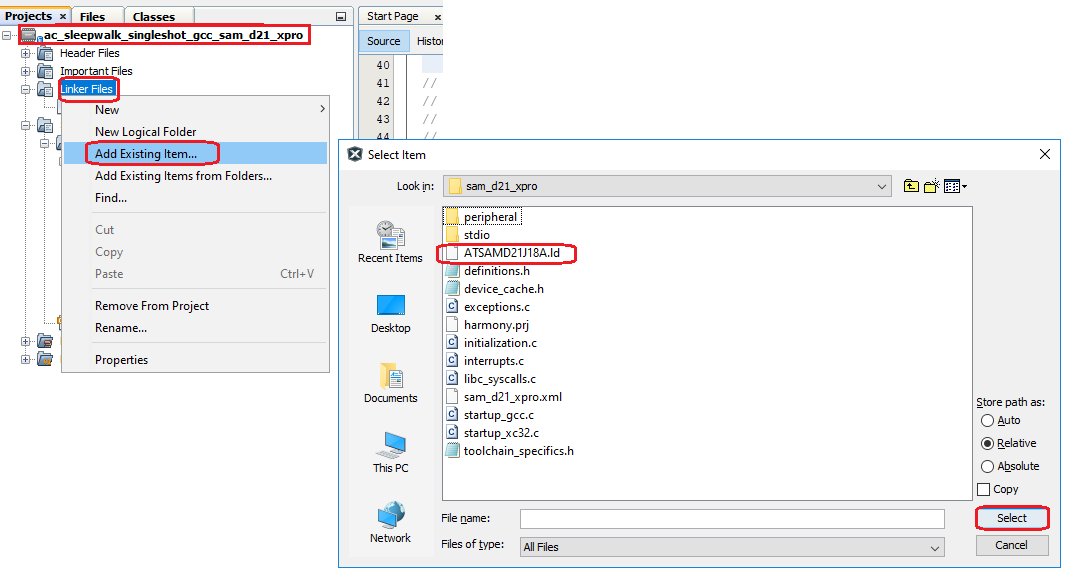 Projects × Files Classes
ac_sleepwalk_singleshot_gcc_sam_d21_xpro
Header Files
Important Files
Linker Files
New
New Logical Folder
Add Existing Item...
Add Existing Items from Folders...
Find...
Cut
Copy
Paste Ctrl+V
Remove From Project
Rename...
Properties
Start Page ×
Source Histor
40
41 //
42 //
43 //
44 //
Select Item
Look in: sam_d21_xpro
Recent Items
Desktop
Documents
This PC
Network
peripheral
stdio
ATSAMD21J18A.ld
definitions.h
device_cache.h
exceptions.c
harmony.prj
initialization.c
interrupts.c
libc_syscalls.c
sam_d21_xpro.xml
startup_gcc.c
startup_xc32.c
toolchain_specifics.h
Store path as:
Auto
Relative
Absolute
Copy
File name:
Select
Files of type: All Files
Cancel